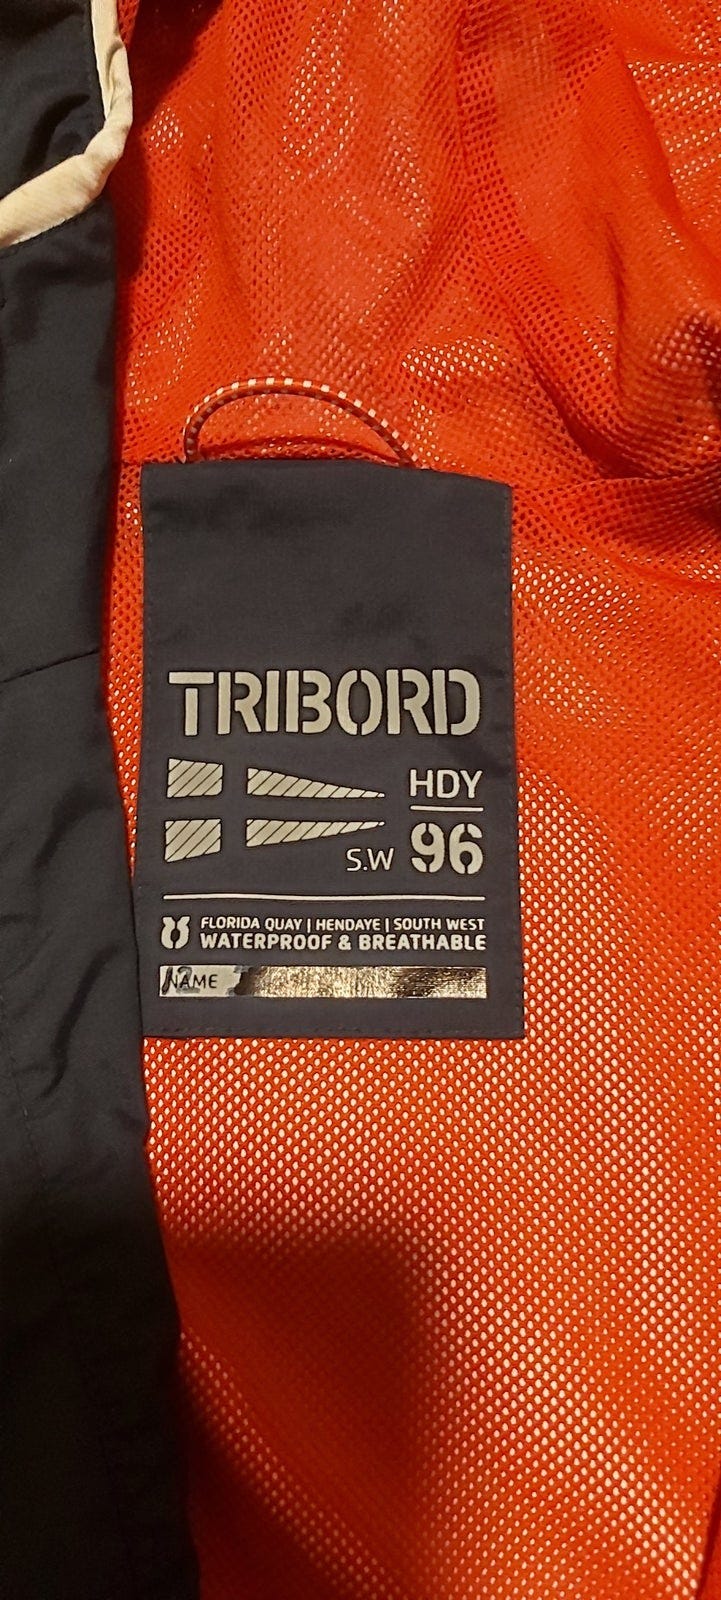 TRIBORD
HDY
S.W 96
FLORIDA QUAY | HENDAYE | SOUTH WEST
WATERPROOF & BREATHABLE
NAME